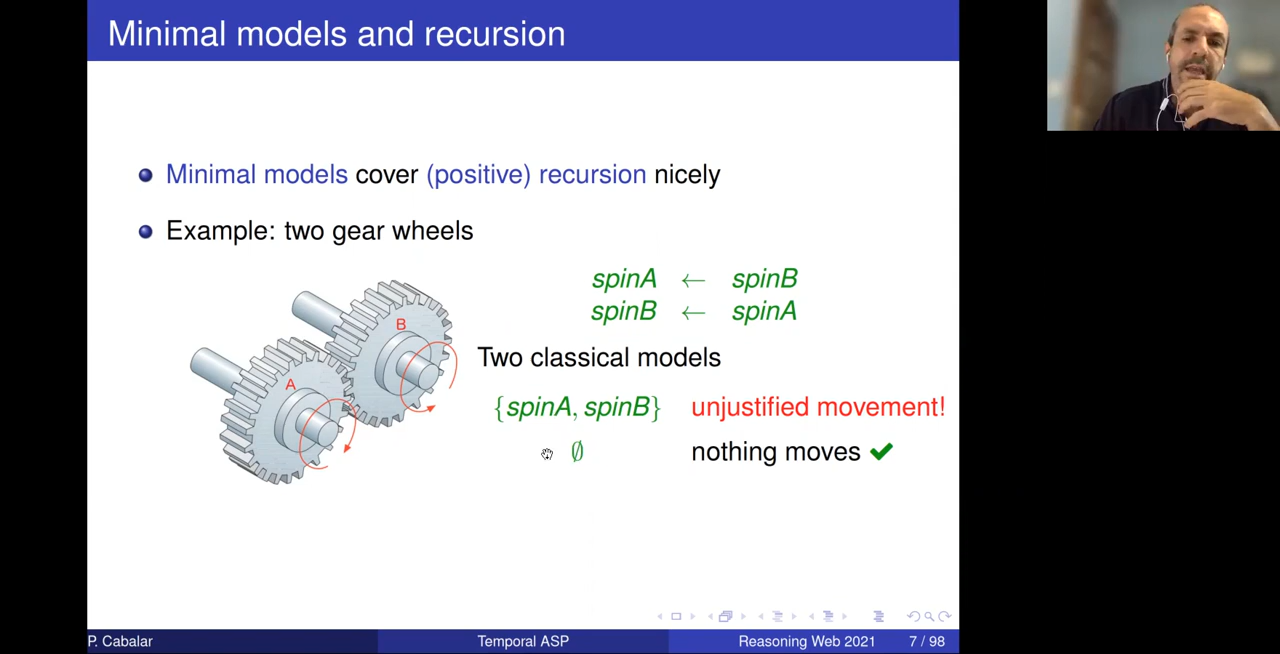 Minimal models and recursion
Minimal models cover (positive) recursion nicely
Example: two gear wheels
spinA ← spinB
spinB ← spinA
B
A
Two classical models
{spinA, spinB} unjustified movement!
∅ nothing moves ✔
P. Cabalar Temporal ASP Reasoning Web 2021 7 / 98